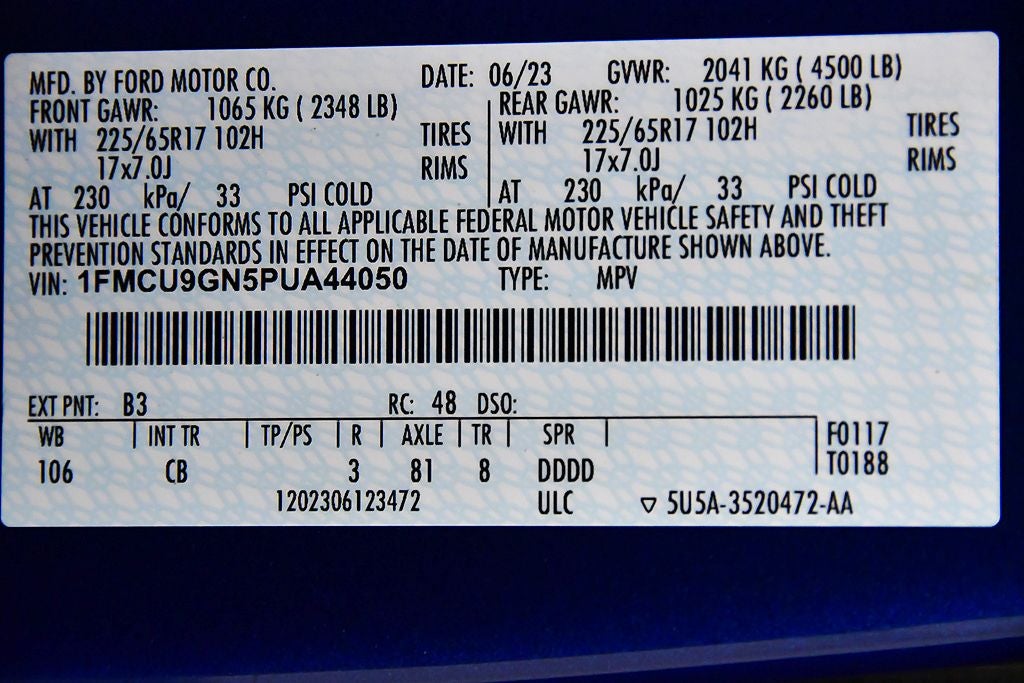 MFD. BY FORD MOTOR CO. DATE: 06/23 GVWR: 2041 KG ( 4500 LB)
FRONT GAWR: 1065 KG ( 2348 LB) REAR GAWR: 1025 KG ( 2260 LB)
WITH 225/65R17 102H TIRES WITH 225/65R17 102H TIRES
17x7.0J RIMS 17x7.0J RIMS
AT 230 kPa/ 33 PSI COLD AT 230 kPa/ 33 PSI COLD
THIS VEHICLE CONFORMS TO ALL APPLICABLE FEDERAL MOTOR VEHICLE SAFETY AND THEFT
PREVENTION STANDARDS IN EFFECT ON THE DATE OF MANUFACTURE SHOWN ABOVE.
VIN: 1FMCU9GN5PUA44050 TYPE: MPV
EXT PNT: B3 RC: 48 DSO:
WB INT TR TP/PS R AXLE TR SPR F0117
106 CB 3 81 8 DDDD T0188
1202306123472 ULC ▽ 5U5A-3520472-AA